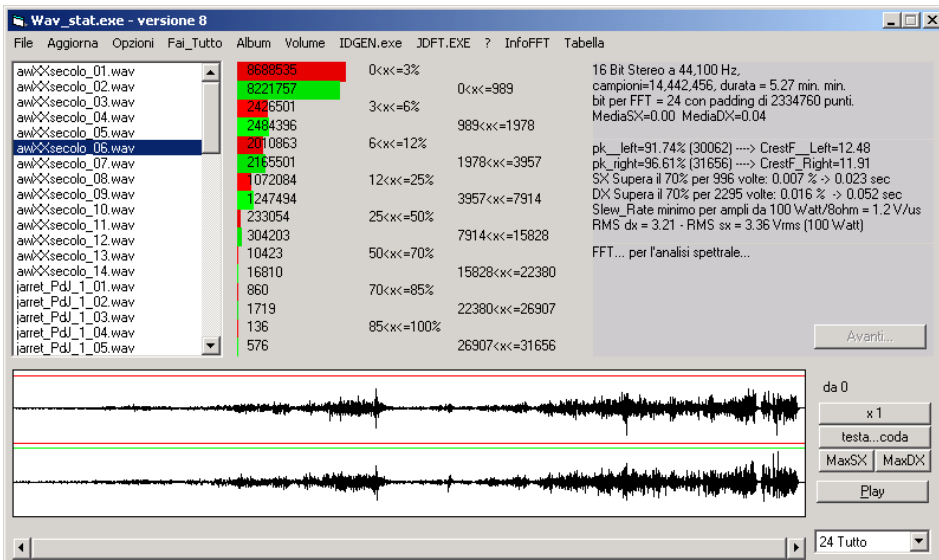 Wav_stat.exe - versione 8
File Aggiorna Opzioni Fai_Tutto Album Volume IDGEN.exe JDFT.EXE ? InfoFFT Tabella
awXXsecolo_01.wav
awXXsecolo_02.wav
awXXsecolo_03.wav
awXXsecolo_04.wav
awXXsecolo_05.wav
awXXsecolo_06.wav
awXXsecolo_07.wav
awXXsecolo_08.wav
awXXsecolo_09.wav
awXXsecolo_10.wav
awXXsecolo_11.wav
awXXsecolo_12.wav
awXXsecolo_13.wav
awXXsecolo_14.wav
jarret_PdJ_1_01.wav
jarret_PdJ_1_02.wav
jarret_PdJ_1_03.wav
jarret_PdJ_1_04.wav
jarret_PdJ_1_05.wav
8688535 0<x<=3%
8221757 0<x<=989
2426501 3<x<=6%
2484396 989<x<=1978
2010863 6<x<=12%
2165501 1978<x<=3957
1072084 12<x<=25%
1247494 3957<x<=7914
233054 25<x<=50%
304203 7914<x<=15828
10423 50<x<=70%
16810 15828<x<=22380
860 70<x<=85%
1719 22380<x<=26907
136 85<x<=100%
576 26907<x<=31656
16 Bit Stereo a 44,100 Hz,
campioni=14,442,456, durata = 5.27 min. min.
bit per FFT = 24 con padding di 2334760 punti.
MediaSX=0.00 MediaDX=0.04
pk__left=91.74% (30062) ----> CrestF__Left=12.48
pk_right=96.61% (31656) ----> CrestF_Right=11.91
SX Supera il 70% per 996 volte: 0.007 % -> 0.023 sec
DX Supera il 70% per 2295 volte: 0.016 % -> 0.052 sec
Slew_Rate minimo per ampli da 100 Watt/8ohm = 1.2 V/us
RMS dx = 3.21 - RMS sx = 3.36 Vrms (100 Watt)
FFT... per l'analisi spettrale...
Avanti...
da 0
x 1
testa...coda
MaxSX MaxDX
Play
24 Tutto